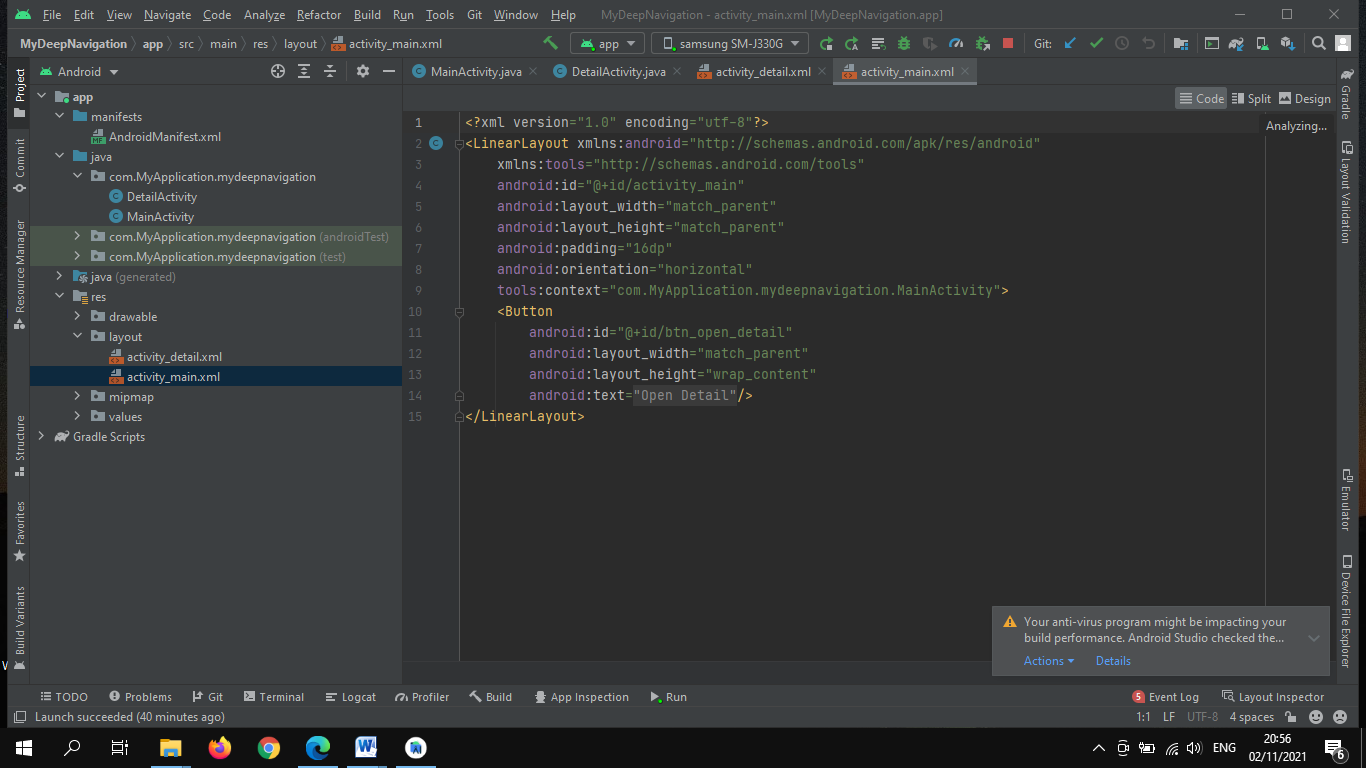 File Edit View Navigate Code Analyze Refactor Build Run Tools Git Window Help MyDeepNavigation - activity_main.xml [MyDeepNavigation.app]
MyDeepNavigation app src main res layout activity_main.xml app samsung SM-J330G Git:
Android MainActivity.java DetailActivity.java activity_detail.xml activity_main.xml
Code Split Design
Project
Commit
Resource Manager
Structure
Favorites
Build Variants
app
manifests
AndroidManifest.xml
java
com.MyApplication.mydeepnavigation
DetailActivity
MainActivity
com.MyApplication.mydeepnavigation (androidTest)
com.MyApplication.mydeepnavigation (test)
java (generated)
res
drawable
layout
activity_detail.xml
activity_main.xml
mipmap
values
Gradle Scripts
1 <?xml version="1.0" encoding="utf-8"?>
2 <LinearLayout xmlns:android="http://schemas.android.com/apk/res/android"
3 xmlns:tools="http://schemas.android.com/tools"
4 android:id="@+id/activity_main"
5 android:layout_width="match_parent"
6 android:layout_height="match_parent"
7 android:padding="16dp"
8 android:orientation="horizontal"
9 tools:context="com.MyApplication.mydeepnavigation.MainActivity">
10 <Button
11 android:id="@+id/btn_open_detail"
12 android:layout_width="match_parent"
13 android:layout_height="wrap_content"
14 android:text="Open Detail"/>
15 </LinearLayout>
Analyzing...
Gradle
Layout Validation
Emulator
Device File Explorer
Your anti-virus program might be impacting your
build performance. Android Studio checked the...
Actions Details
TODO Problems Git Terminal Logcat Profiler Build App Inspection Run 5 Event Log Layout Inspector
Launch succeeded (40 minutes ago) 1:1 LF UTF-8 4 spaces
ENG 20:56
02/11/2021 6